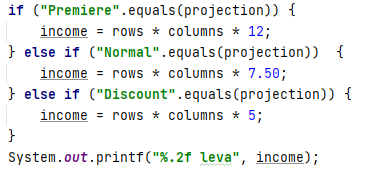 if ("Premiere".equals(projection)) {
    income = rows * columns * 12;
} else if ("Normal".equals(projection))  {
    income = rows * columns * 7.50;
} else if ("Discount".equals(projection)) {
    income = rows * columns * 5;
}
System.out.printf("%.2f leva", income);